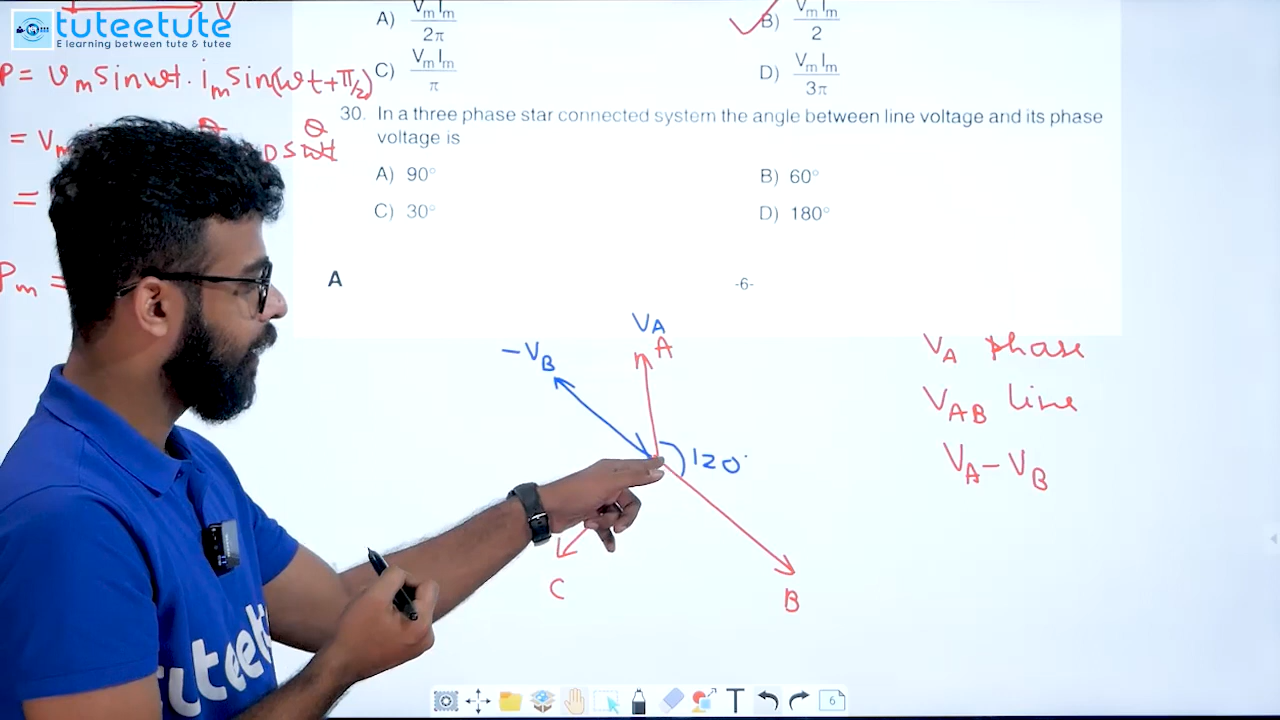 V
tuteetute
E learning between tute & tutee
A) VmIm/2π
B) VmIm/2
C) VmIm/π
D) VmIm/3π
P = vm sin ωt . im sin(ωt+π/2)
= Vm
=
Pm =
30. In a three phase star connected system the angle between line voltage and its phase
voltage is
A) 90°
B) 60°
C) 30°
D) 180°
A
-6-
VA
A
-VB
120°
C
B
VA phase
VAB line
VA - VB
T
6